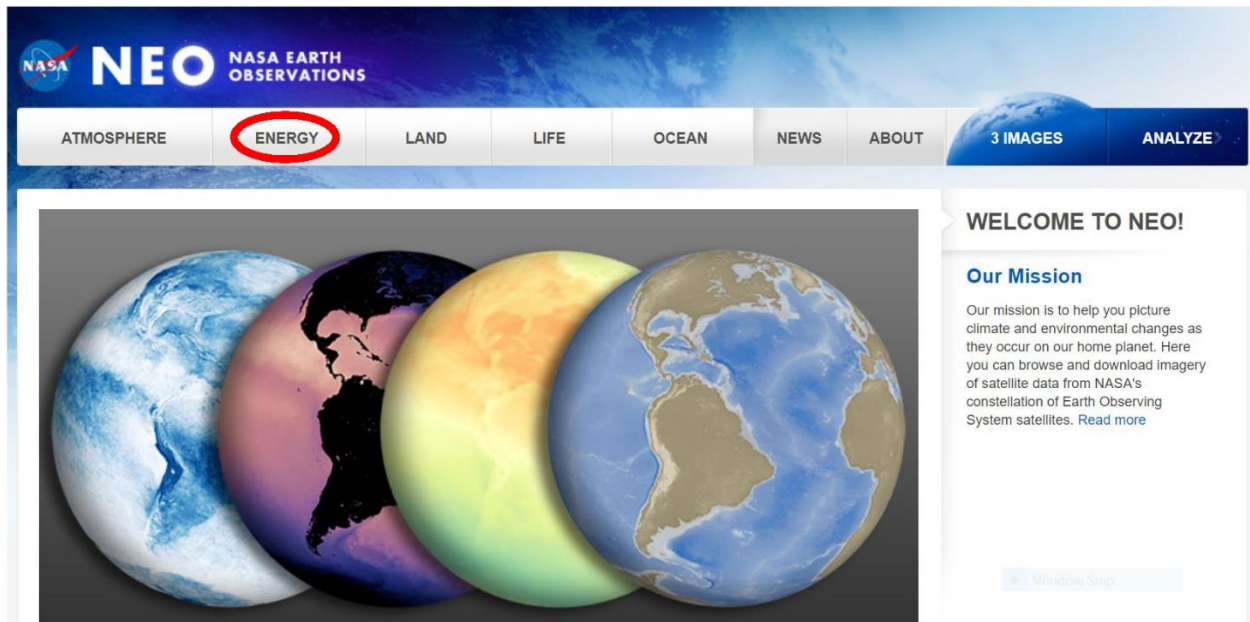 NASA NEO NASA EARTH
OBSERVATIONS
ATMOSPHERE ENERGY LAND LIFE OCEAN NEWS ABOUT 3 IMAGES ANALYZE
WELCOME TO NEO!
Our Mission
Our mission is to help you picture
climate and environmental changes as
they occur on our home planet. Here
you can browse and download imagery
of satellite data from NASA's
constellation of Earth Observing
System satellites. Read more
Window Snip